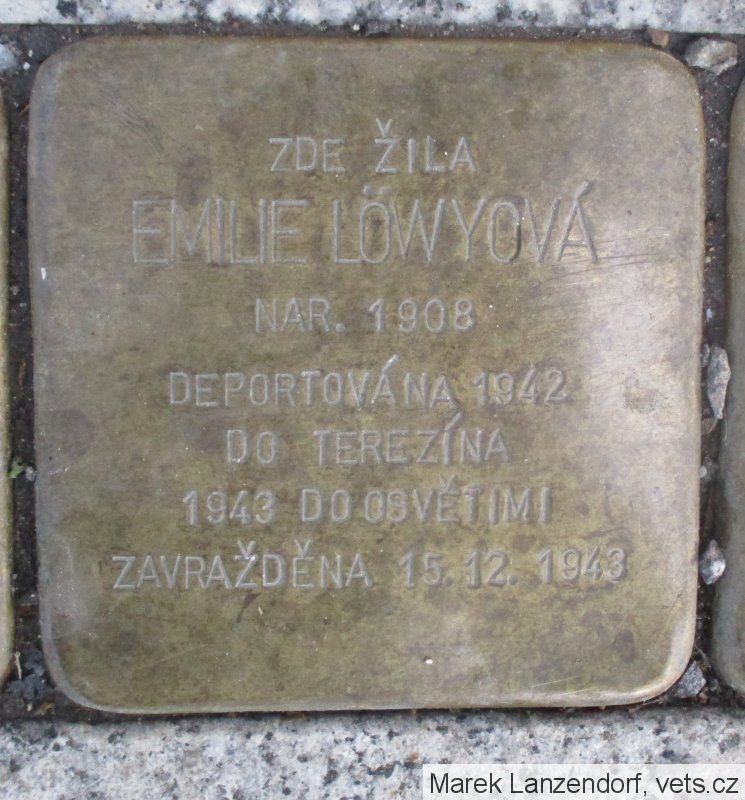 ZDE ŽILA
EMILIE LÖWYOVÁ
NAR. 1908
DEPORTOVÁNA 1942
DO TEREZÍNA
1943 DO OSVĚTIMI
ZAVRAŽDĚNA 15. 12. 1943
Marek Lanzendorf, vets.cz